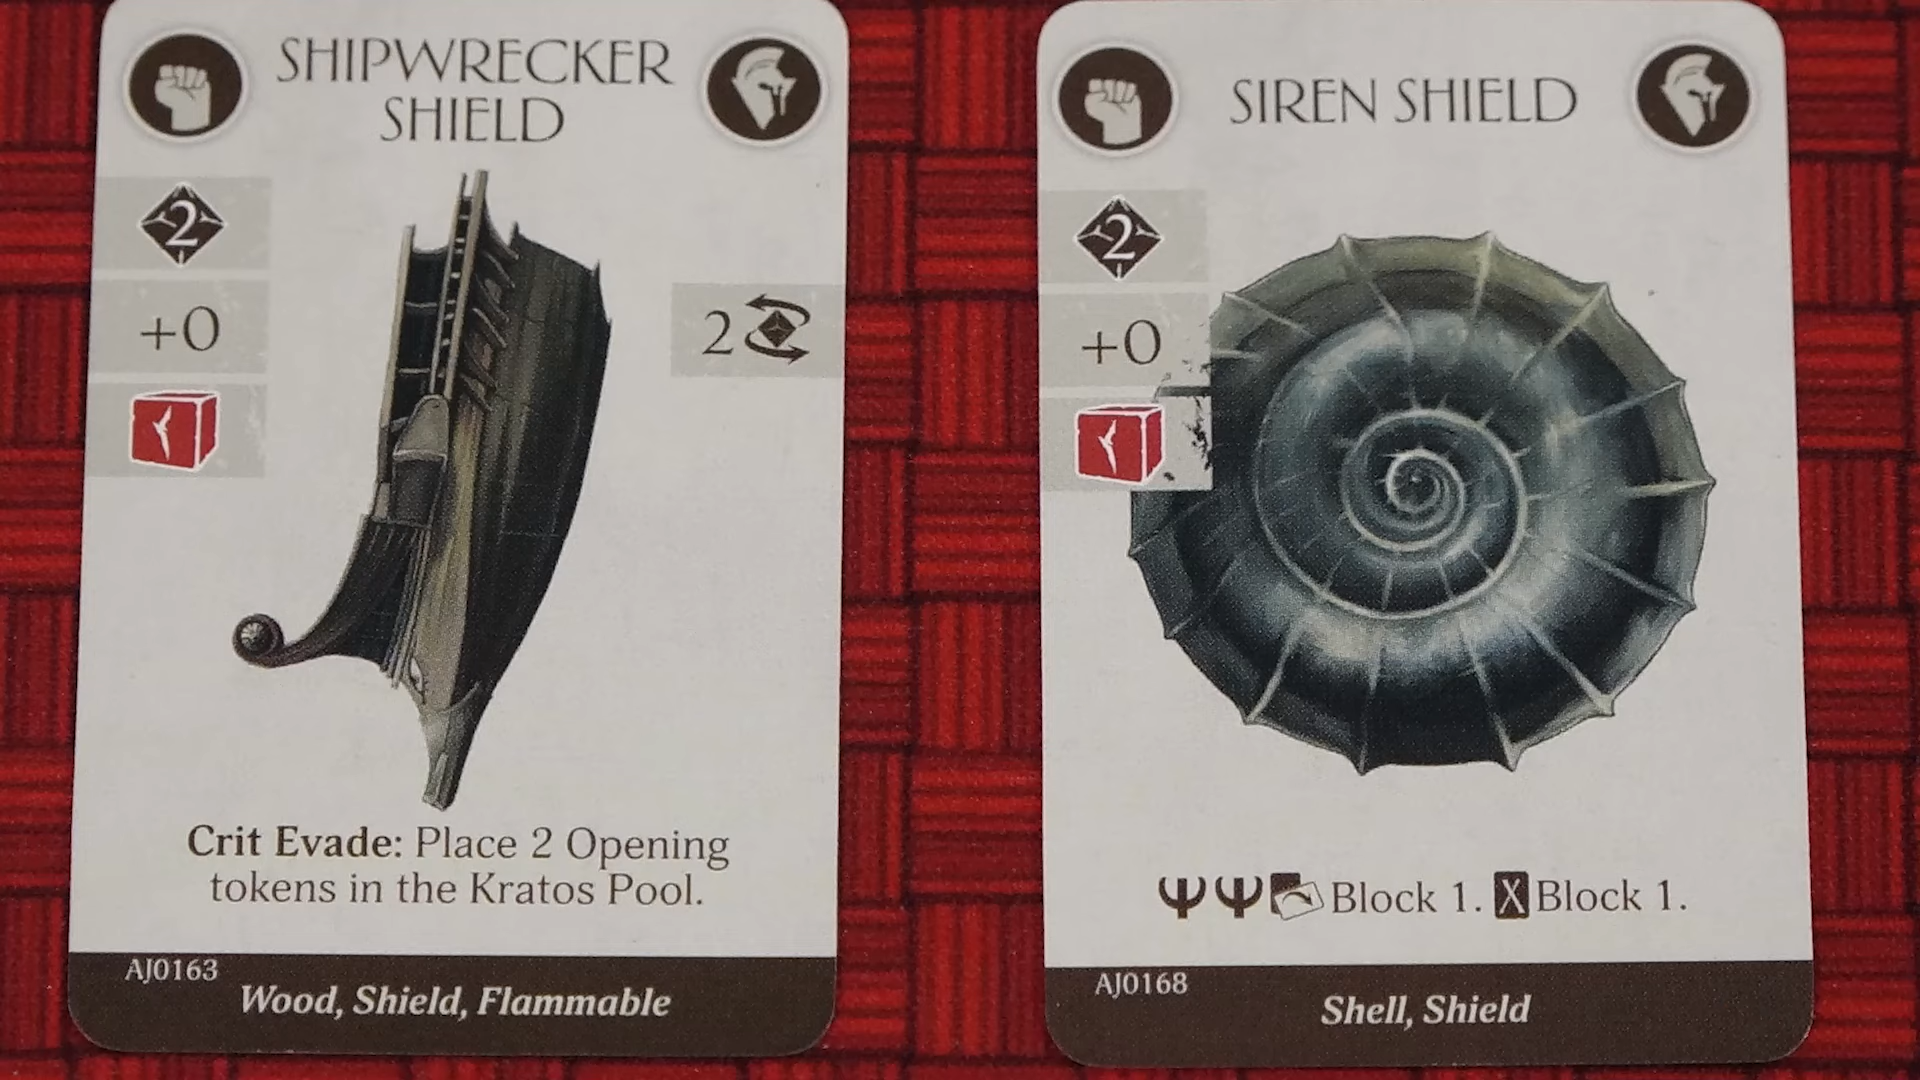 SHIPWRECKER
SHIELD
2
+0
2
Crit Evade: Place 2 Opening
tokens in the Kratos Pool.
AJ0163
Wood, Shield, Flammable
SIREN SHIELD
2
+0
ΨΨ Block 1. X Block 1.
AJ0168
Shell, Shield